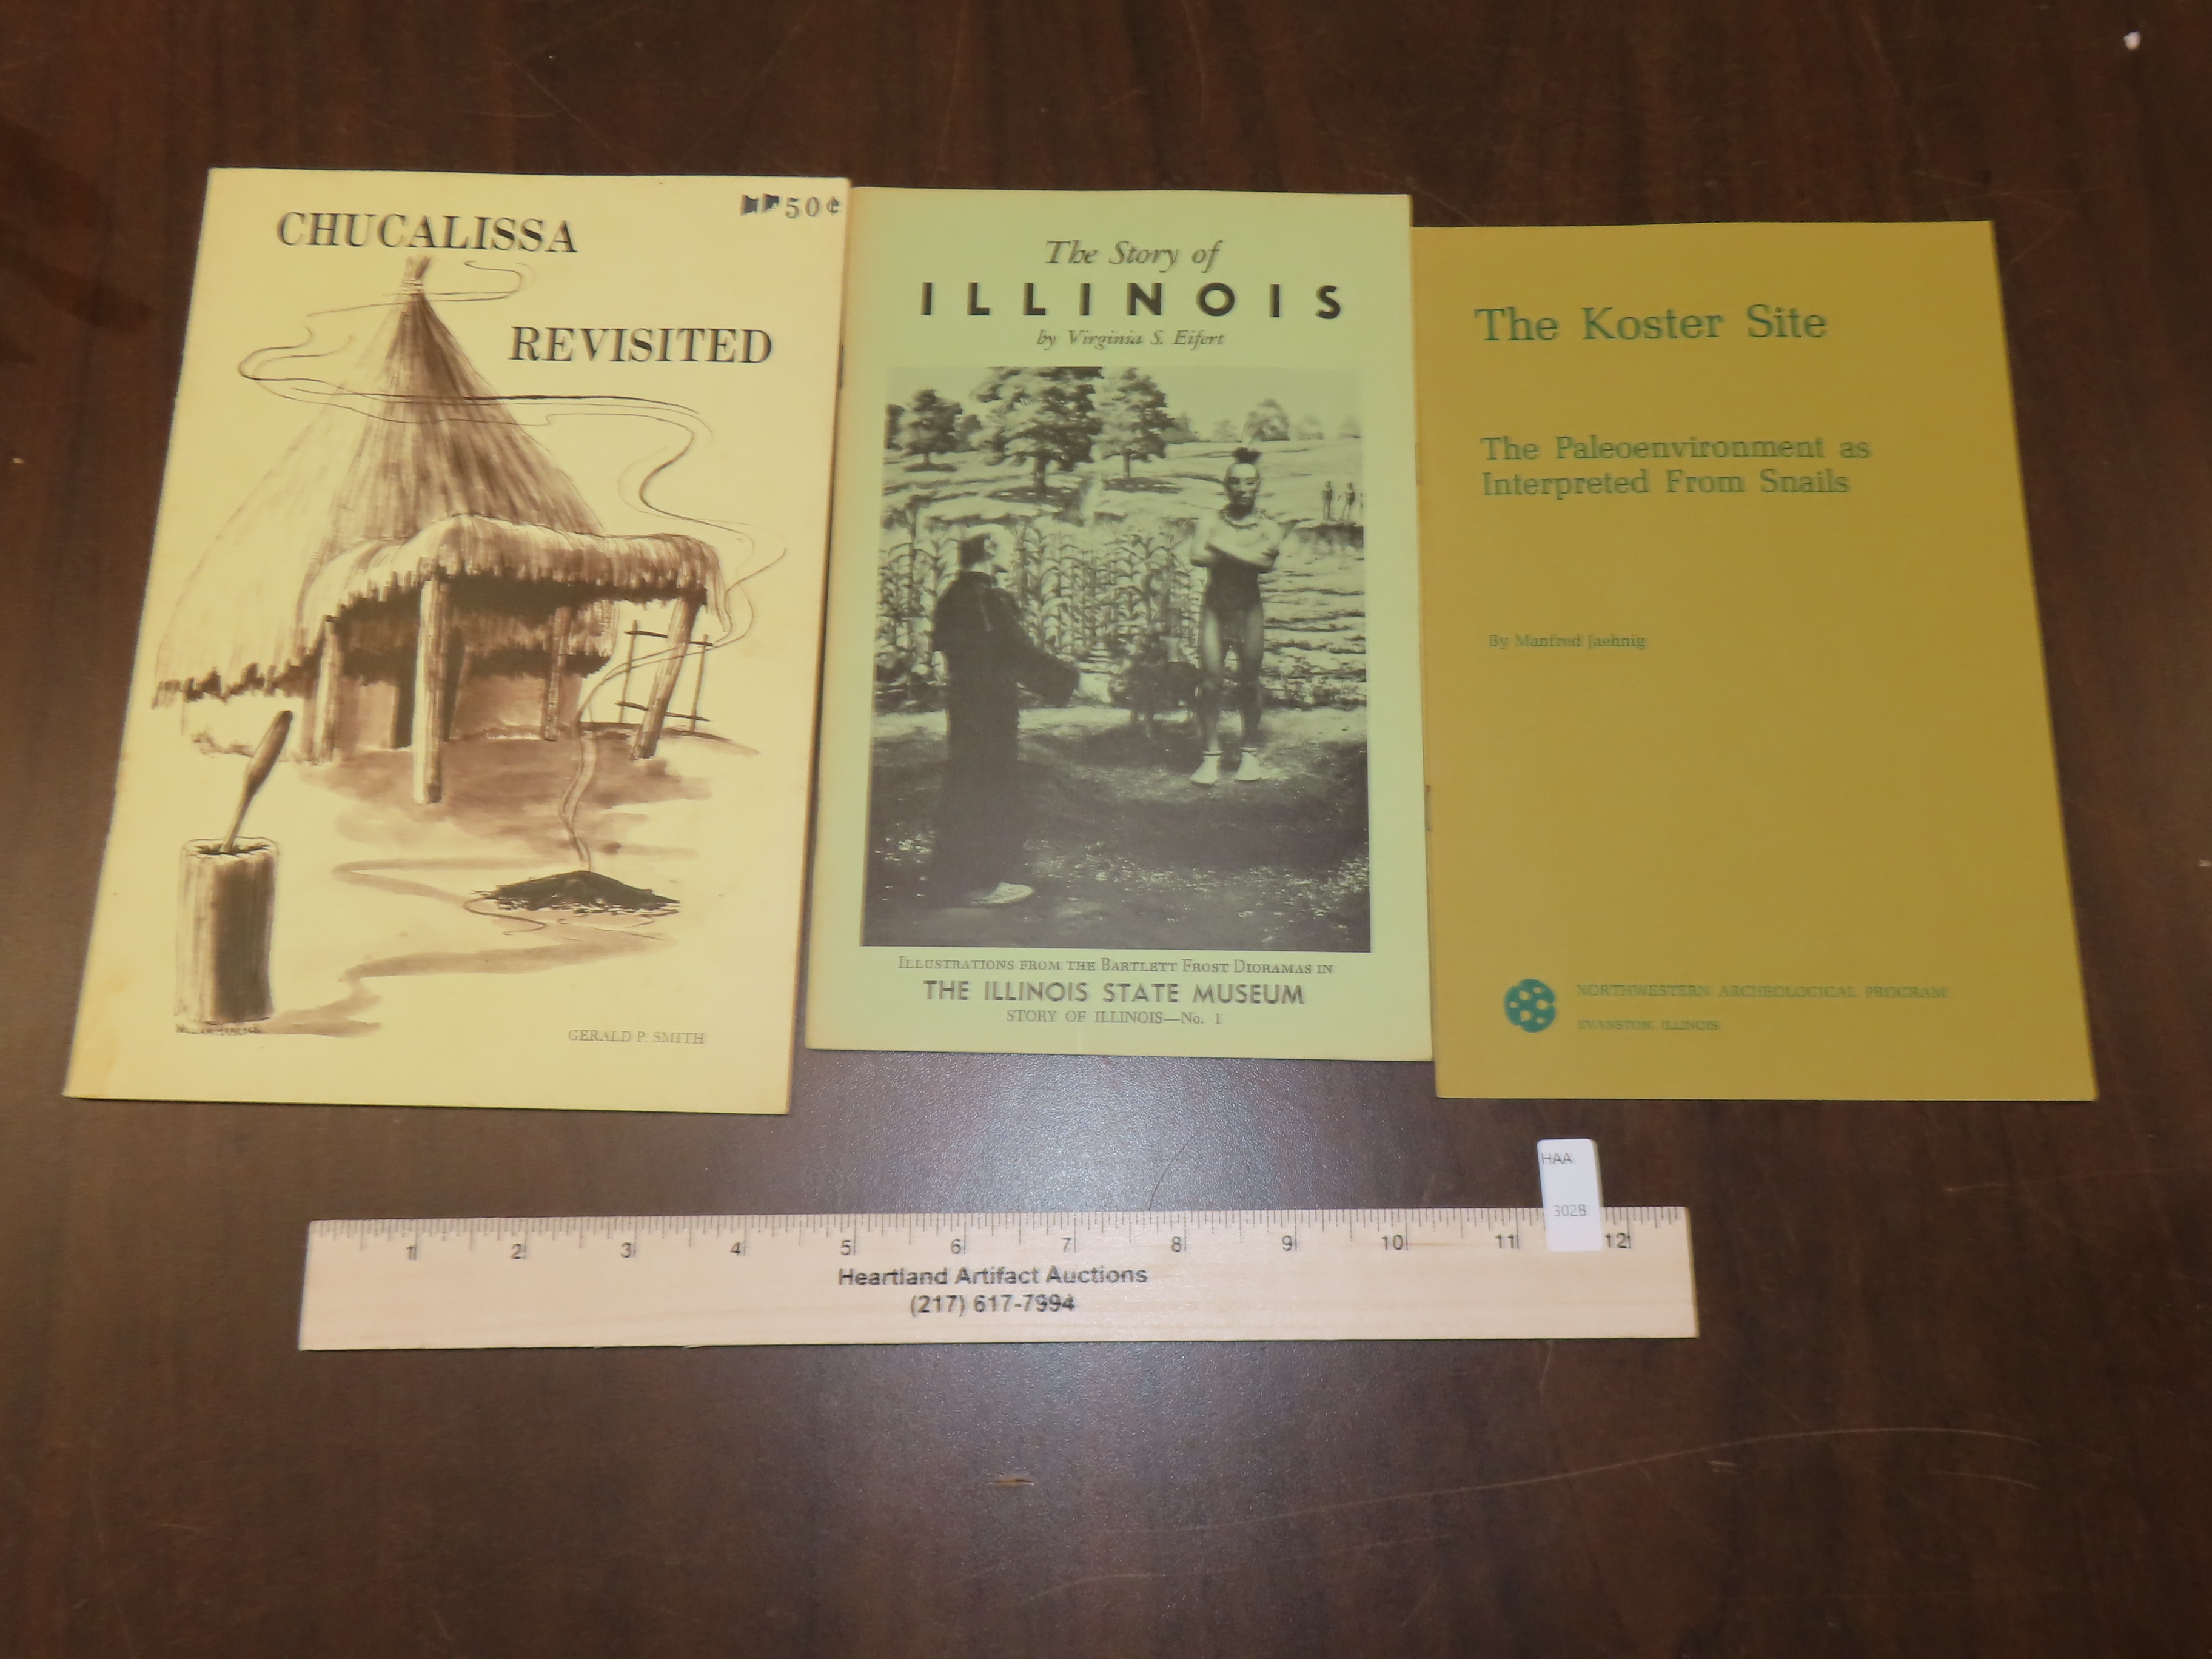 50¢
CHUCALISSA
REVISITED
GERALD P. SMITH
The Story of
ILLINOIS
by Virginia S. Eifert
ILLUSTRATIONS FROM THE BARTLETT FROST DIORAMAS IN
THE ILLINOIS STATE MUSEUM
STORY OF ILLINOIS—No. 1
The Koster Site
The Paleoenvironment as
Interpreted From Snails
By Manfred Jaehnig
NORTHWESTERN ARCHEOLOGICAL PROGRAM
EVANSTON, ILLINOIS
HAA
302B
1 2 3 4 5 6 7 8 9 10 11 12
Heartland Artifact Auctions
(217) 617-7994